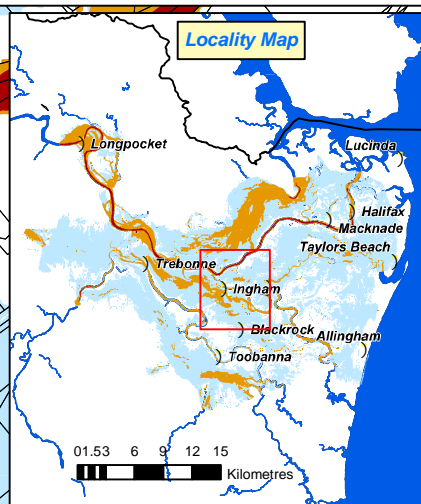 Locality Map
Longpocket
Lucinda
Halifax
Macknade
Taylors Beach
Trebonne
Ingham
Blackrock
Allingham
Toobanna
01.53 6 9 12 15
Kilometres